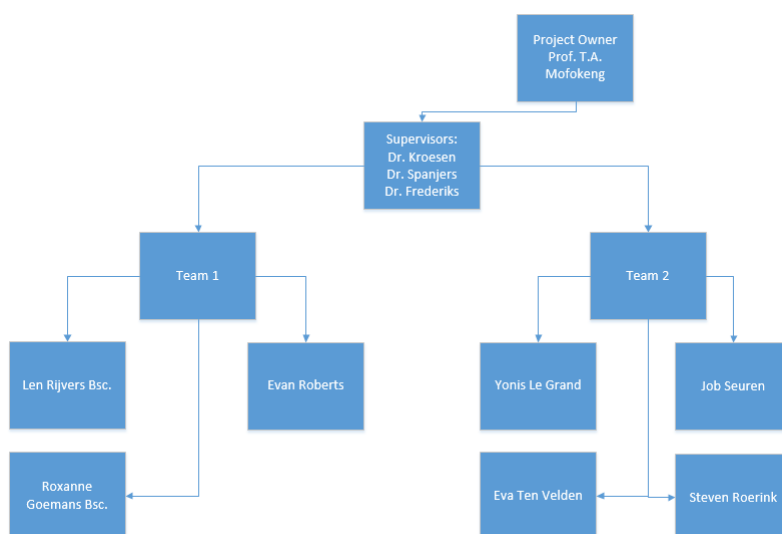 Project Owner
Prof. T.A.
Mofokeng
Supervisors:
Dr. Kroesen
Dr. Spanjers
Dr. Frederiks
Team 1
Team 2
Len Rijvers Bsc.
Evan Roberts
Yonis Le Grand
Job Seuren
Roxanne
Goemans Bsc.
Eva Ten Velden
Steven Roerink